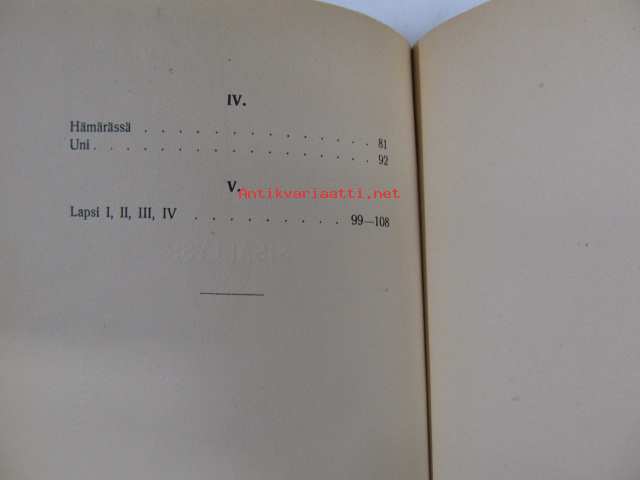 IV.
Hämärässä . . . . . . . . . . . . . . 81
Uni . . . . . . . . . . . . . . . . . 92
V.
Antikvariaatti.net
Lapsi I, II, III, IV . . . . . . . . . 99—108